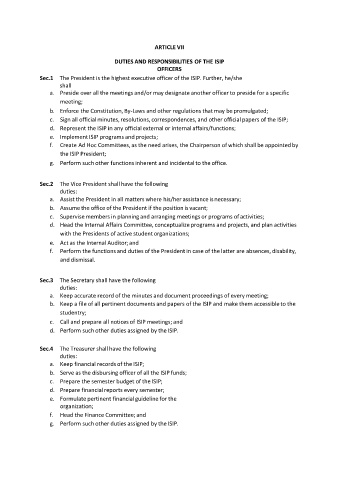 ARTICLE VII
DUTIES AND RESPONSIBILITIES OF THE ISIP
OFFICERS
Sec.1 The President is the highest executive officer of the ISIP. Further, he/she
shall
a. Preside over all the meetings and/or may designate another officer to preside for a specific
meeting;
b. Enforce the Constitution, By-Laws and other regulations that may be promulgated;
c. Sign all official minutes, resolutions, correspondences, and other official papers of the ISIP;
d. Represent the ISIP in any official external or internal affairs/functions;
e. Implement ISIP programs and projects;
f. Create Ad Hoc Committees, as the need arises, the Chairperson of which shall be appointed by
the ISIP President;
g. Perform such other functions inherent and incidental to the office.
Sec.2 The Vice President shall have the following
duties:
a. Assist the President in all matters where his/her assistance is necessary;
b. Assume the office of the President if the position is vacant;
c. Supervise members in planning and arranging meetings or programs of activities;
d. Head the Internal Affairs Committee, conceptualize programs and projects, and plan activities
with the Presidents of active student organizations;
e. Act as the Internal Auditor; and
f. Perform the functions and duties of the President in case of the latter are absences, disability,
and dismissal.
Sec.3 The Secretary shall have the following
duties:
a. Keep accurate record of the minutes and document proceedings of every meeting;
b. Keep a file of all pertinent documents and papers of the ISIP and make them accessible to the
studentry;
c. Call and prepare all notices of ISIP meetings; and
d. Perform such other duties assigned by the ISIP.
Sec.4 The Treasurer shall have the following
duties:
a. Keep financial records of the ISIP;
b. Serve as the disbursing officer of all the ISIP funds;
c. Prepare the semester budget of the ISIP;
d. Prepare financial reports every semester;
e. Formulate pertinent financial guideline for the
organization;
f. Head the Finance Committee; and
g. Perform such other duties assigned by the ISIP.